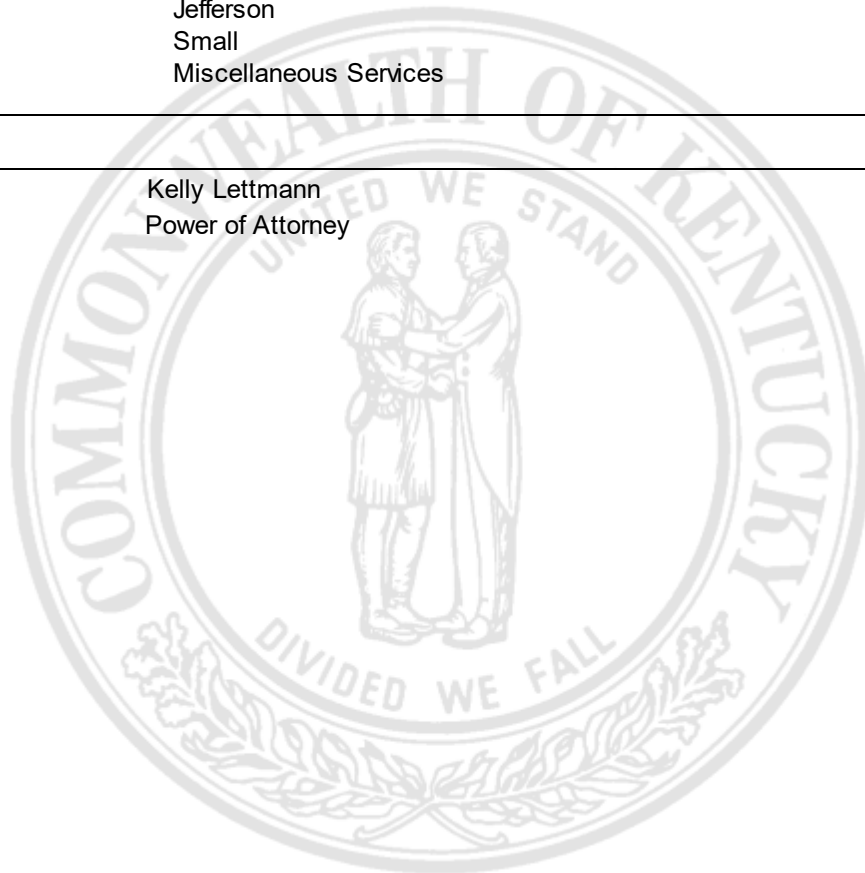 Jefferson
Small
Miscellaneous Services
Kelly Lettmann
Power of Attorney
COMMONWEALTH OF KENTUCKY
UNITED WE STAND
DIVIDED WE FALL